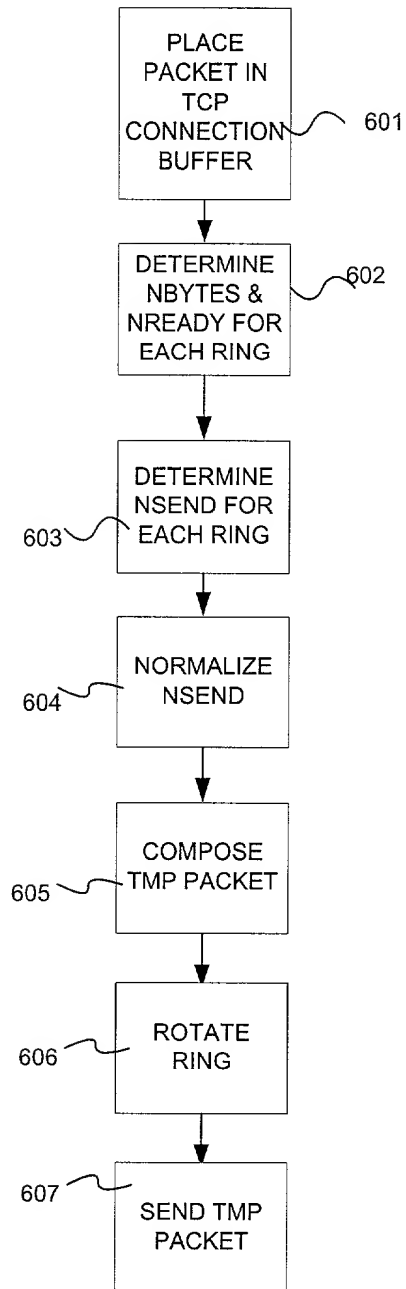 PLACE
PACKET IN
TCP
CONNECTION
BUFFER
601
DETERMINE
NBYTES &
NREADY FOR
EACH RING
602
DETERMINE
NSEND FOR
EACH RING
603
NORMALIZE
NSEND
604
COMPOSE
TMP PACKET
605
ROTATE
RING
606
607
SEND TMP
PACKET